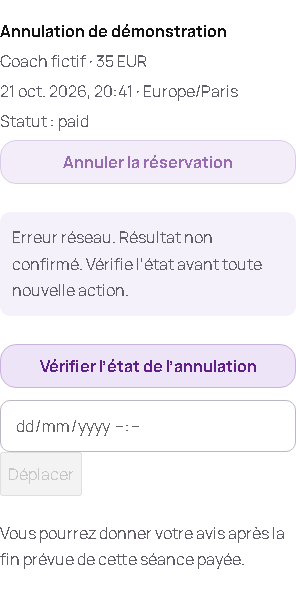 Annulation de démonstration
Coach fictif · 35 EUR
21 oct. 2026, 20:41 · Europe/Paris
Statut : paid
Annuler la réservation
Erreur réseau. Résultat non
confirmé. Vérifie l'état avant toute
nouvelle action.
Vérifier l’état de l’annulation
dd/mm/yyyy --:--
Déplacer
Vous pourrez donner votre avis après la
fin prévue de cette séance payée.